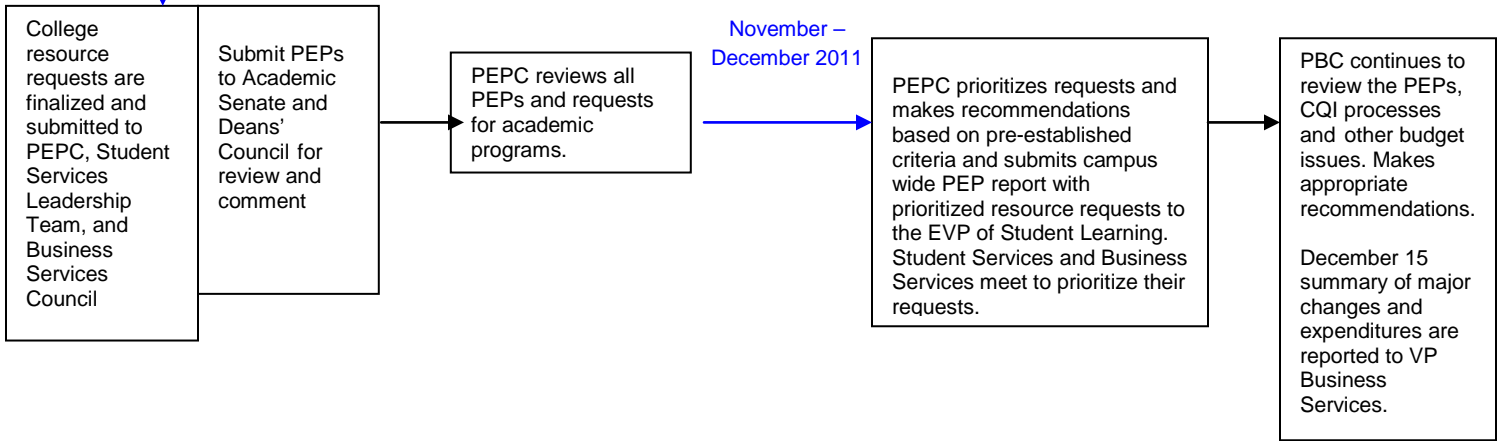 College
resource
requests are
finalized and
submitted to
PEPC, Student
Services
Leadership
Team, and
Business
Services
Council
Submit PEPs
to Academic
Senate and
Deans’
Council for
review and
comment
PEPC reviews all
PEPs and requests
for academic
programs.
November –
December 2011
PEPC prioritizes requests and
makes recommendations
based on pre-established
criteria and submits campus
wide PEP report with
prioritized resource requests to
the EVP of Student Learning.
Student Services and Business
Services meet to prioritize their
requests.
PBC continues to
review the PEPs,
CQI processes
and other budget
issues. Makes
appropriate
recommendations.
December 15
summary of major
changes and
expenditures are
reported to VP
Business
Services.